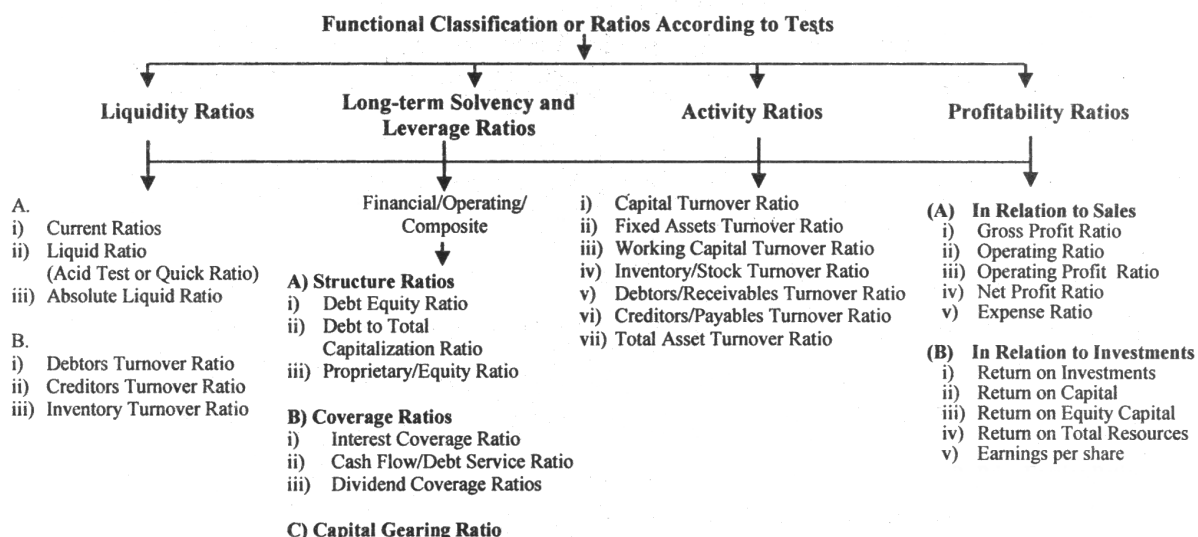 Functional Classification or Ratios According to Tests
Liquidity Ratios
Long-term Solvency and
Leverage Ratios
Activity Ratios
Profitability Ratios
A.
i) Current Ratios
ii) Liquid Ratio
(Acid Test or Quick Ratio)
iii) Absolute Liquid Ratio
B.
i) Debtors Turnover Ratio
ii) Creditors Turnover Ratio
iii) Inventory Turnover Ratio
Financial/Operating/
Composite
A) Structure Ratios
i) Debt Equity Ratio
ii) Debt to Total
Capitalization Ratio
iii) Proprietary/Equity Ratio
B) Coverage Ratios
i) Interest Coverage Ratio
ii) Cash Flow/Debt Service Ratio
iii) Dividend Coverage Ratios
C) Capital Gearing Ratio
i) Capital Turnover Ratio
ii) Fixed Assets Turnover Ratio
iii) Working Capital Turnover Ratio
iv) Inventory/Stock Turnover Ratio
v) Debtors/Receivables Turnover Ratio
vi) Creditors/Payables Turnover Ratio
vii) Total Asset Turnover Ratio
(A) In Relation to Sales
i) Gross Profit Ratio
ii) Operating Ratio
iii) Operating Profit Ratio
iv) Net Profit Ratio
v) Expense Ratio
(B) In Relation to Investments
i) Return on Investments
ii) Return on Capital
iii) Return on Equity Capital
iv) Return on Total Resources
v) Earnings per share